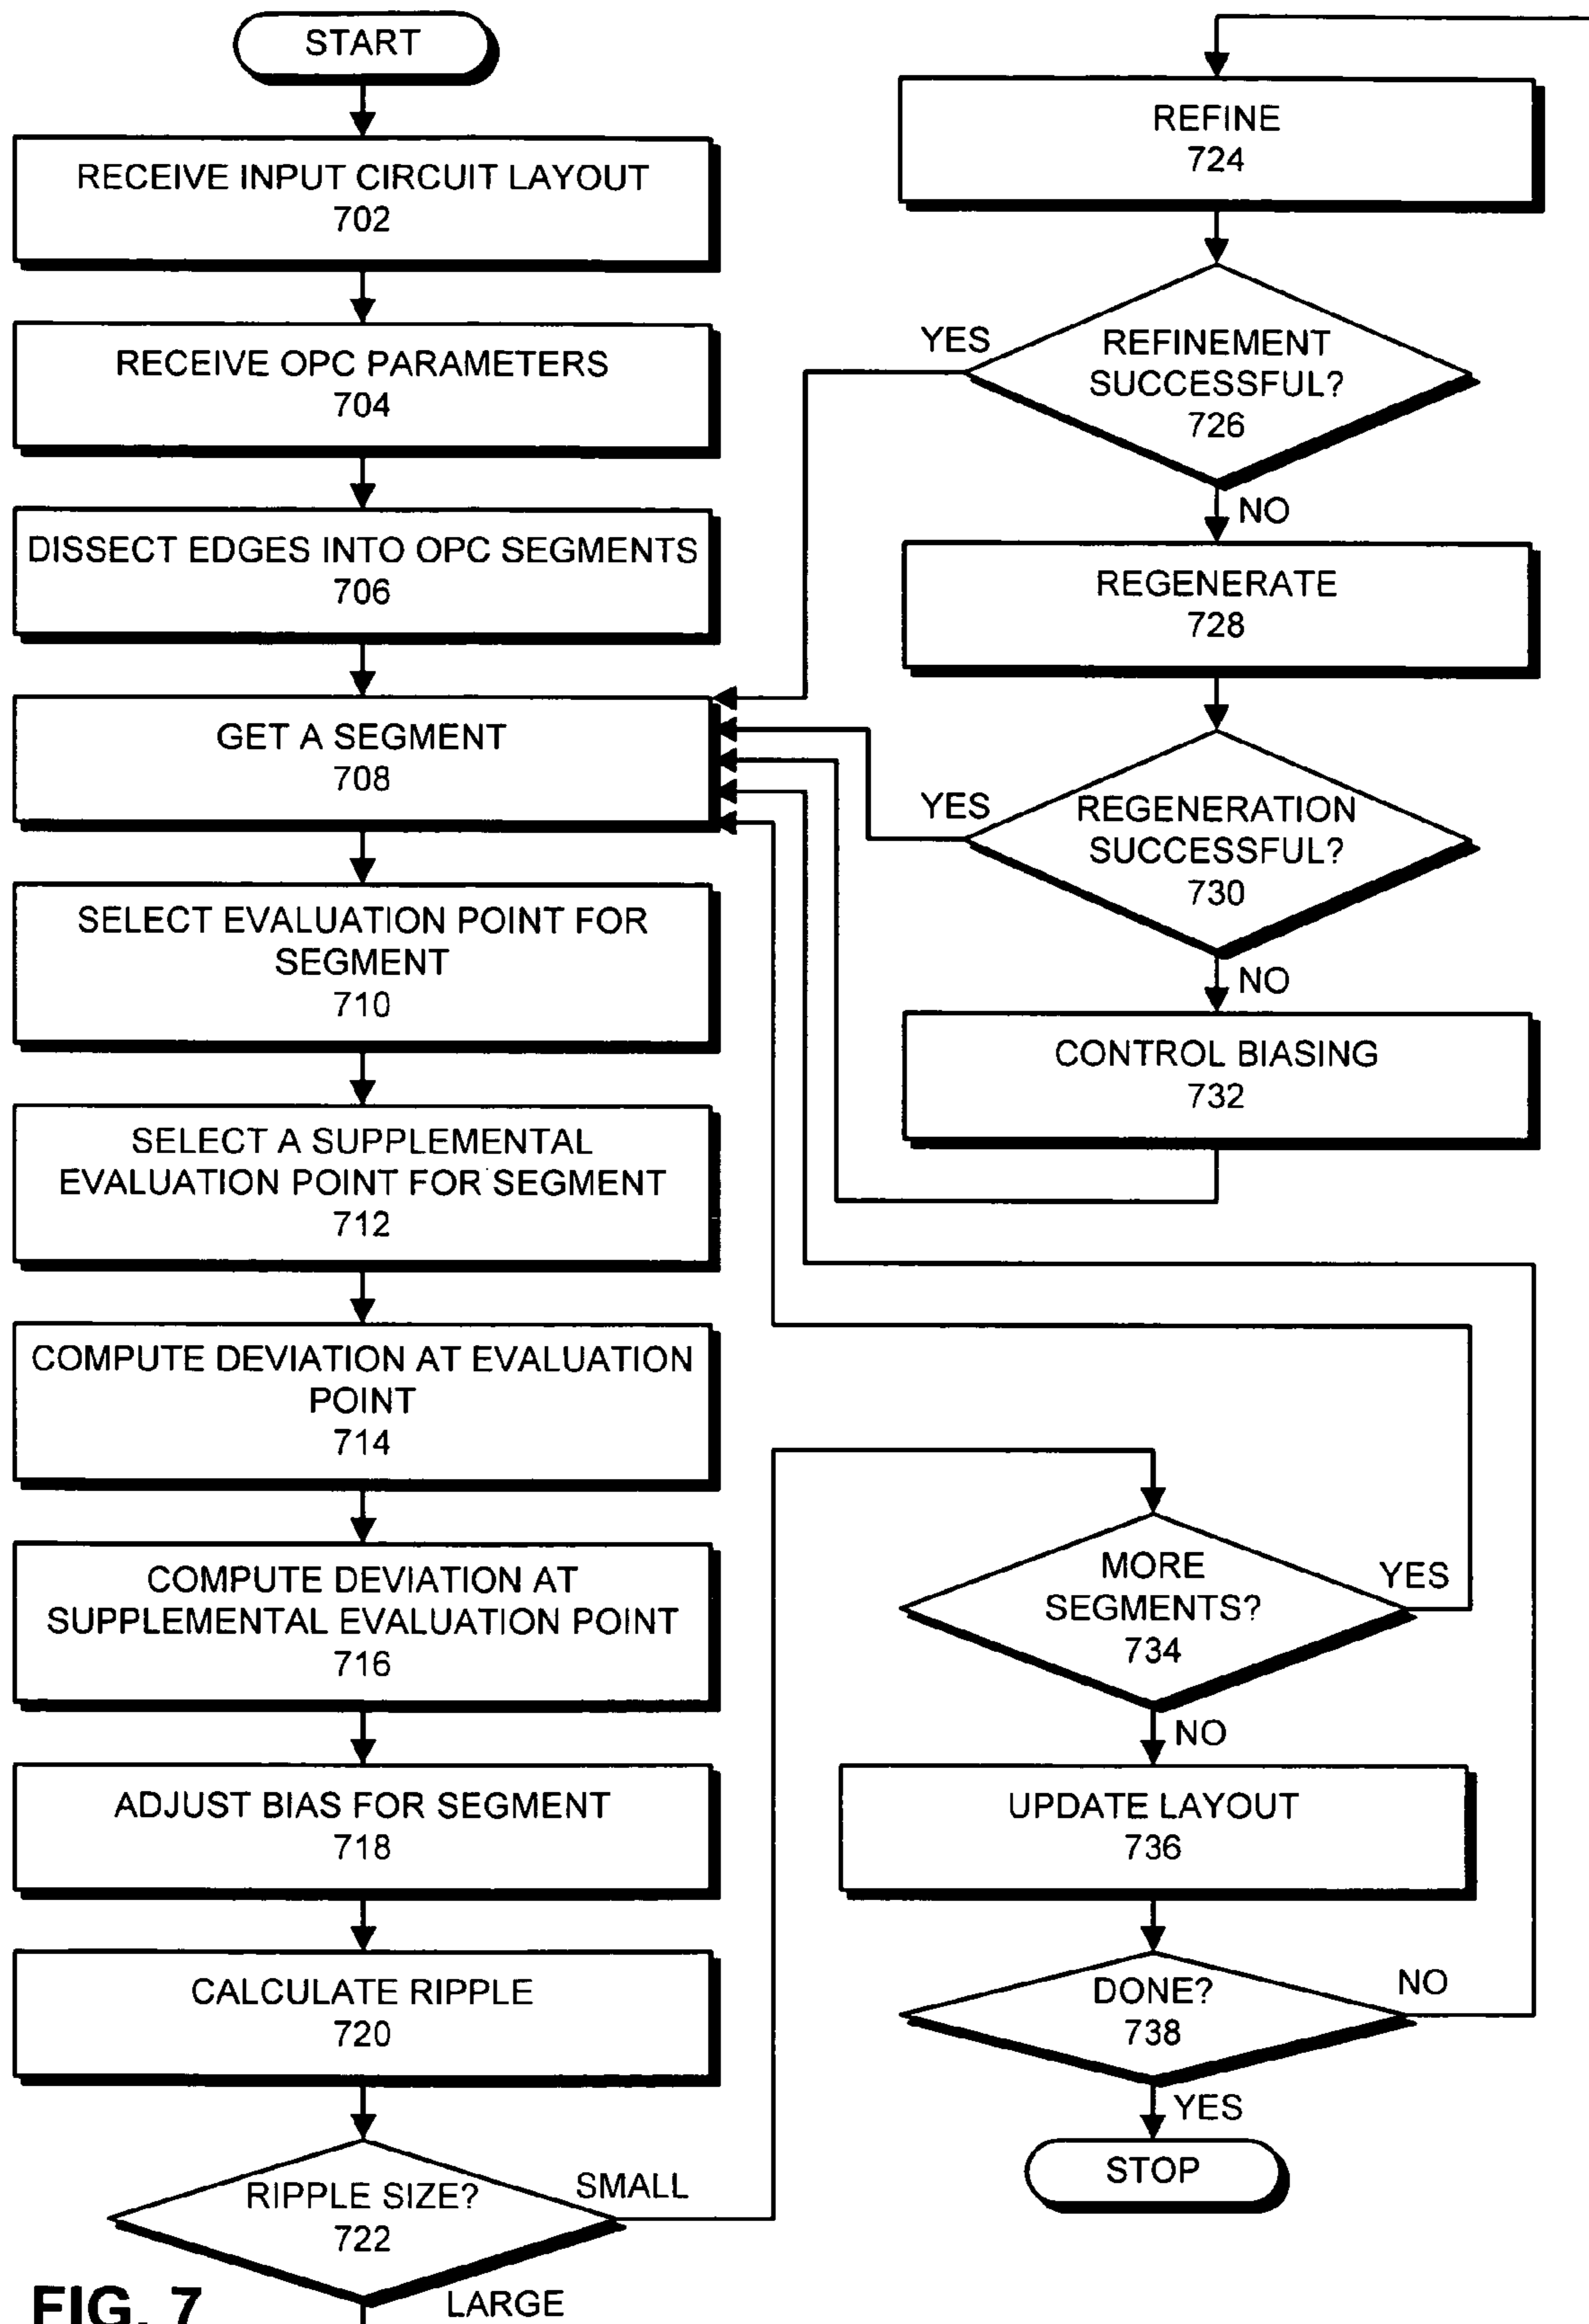 START
RECEIVE INPUT CIRCUIT LAYOUT
702
RECEIVE OPC PARAMETERS
704
DISSECT EDGES INTO OPC SEGMENTS
706
GET A SEGMENT
708
SELECT EVALUATION POINT FOR
SEGMENT
710
SELECT A SUPPLEMENTAL
EVALUATION POINT FOR SEGMENT
712
COMPUTE DEVIATION AT EVALUATION
POINT
714
COMPUTE DEVIATION AT
SUPPLEMENTAL EVALUATION POINT
716
ADJUST BIAS FOR SEGMENT
718
CALCULATE RIPPLE
720
RIPPLE SIZE?
722
SMALL
LARGE
REFINE
724
REFINEMENT
SUCCESSFUL?
726
YES
NO
REGENERATE
728
REGENERATION
SUCCESSFUL?
730
YES
NO
CONTROL BIASING
732
MORE
SEGMENTS?
734
YES
NO
UPDATE LAYOUT
736
DONE?
738
NO
YES
STOP
FIG. 7